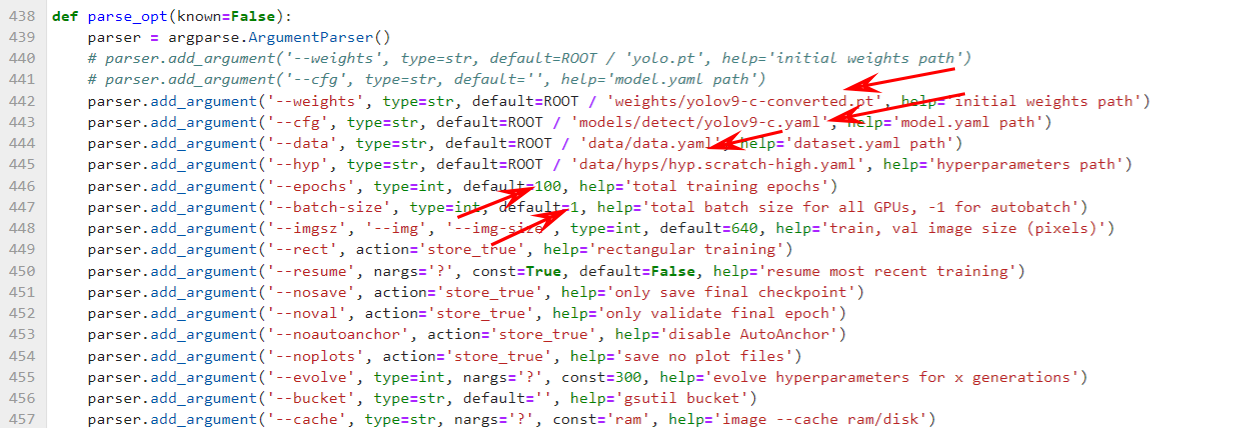 438 def parse_opt(known=False):
439     parser = argparse.ArgumentParser()
440     # parser.add_argument('--weights', type=str, default=ROOT / 'yolo.pt', help='initial weights path')
441     # parser.add_argument('--cfg', type=str, default='', help='model.yaml path')
442     parser.add_argument('--weights', type=str, default=ROOT / 'weights/yolov9-c-converted.pt', help='initial weights path')
443     parser.add_argument('--cfg', type=str, default=ROOT / 'models/detect/yolov9-c.yaml', help='model.yaml path')
444     parser.add_argument('--data', type=str, default=ROOT / 'data/data.yaml', help='dataset.yaml path')
445     parser.add_argument('--hyp', type=str, default=ROOT / 'data/hyps/hyp.scratch-high.yaml', help='hyperparameters path')
446     parser.add_argument('--epochs', type=int, default=100, help='total training epochs')
447     parser.add_argument('--batch-size', type=int, default=1, help='total batch size for all GPUs, -1 for autobatch')
448     parser.add_argument('--imgsz', '--img', '--img-size', type=int, default=640, help='train, val image size (pixels)')
449     parser.add_argument('--rect', action='store_true', help='rectangular training')
450     parser.add_argument('--resume', nargs='?', const=True, default=False, help='resume most recent training')
451     parser.add_argument('--nosave', action='store_true', help='only save final checkpoint')
452     parser.add_argument('--noval', action='store_true', help='only validate final epoch')
453     parser.add_argument('--noautoanchor', action='store_true', help='disable AutoAnchor')
454     parser.add_argument('--noplots', action='store_true', help='save no plot files')
455     parser.add_argument('--evolve', type=int, nargs='?', const=300, help='evolve hyperparameters for x generations')
456     parser.add_argument('--bucket', type=str, default='', help='gsutil bucket')
457     parser.add_argument('--cache', type=str, nargs='?', const='ram', help='image --cache ram/disk')